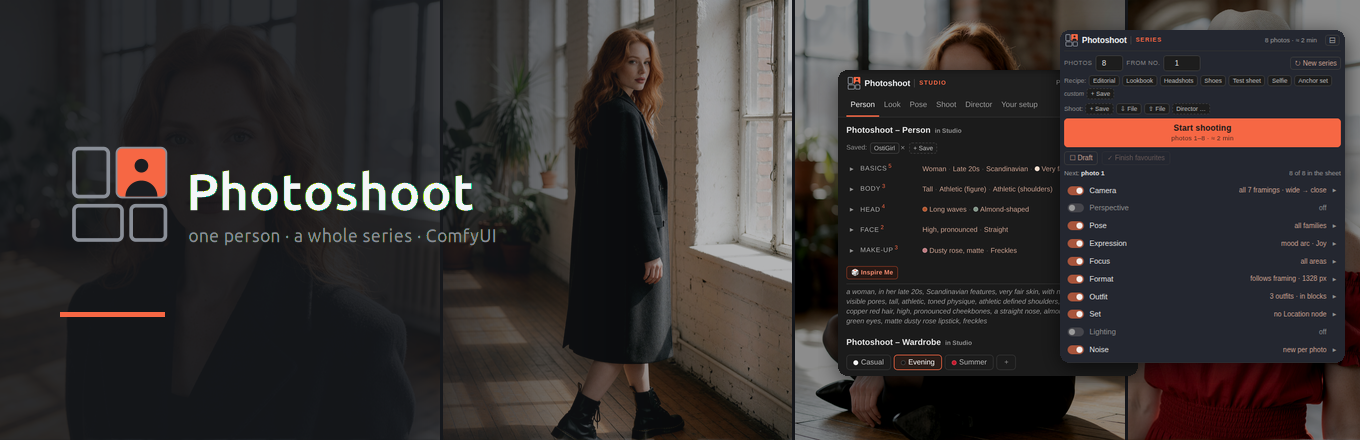 Photoshoot
one person · a whole series · ComfyUI
Photoshoot STUDIO
Person Look Pose Shoot Director Your setup
Photoshoot – Person in Studio
Saved: OstiGirl × + Save
▸ BASICS 5 Woman · Late 20s · Scandinavian · Very f
▸ BODY 3 Tall · Athletic (figure) · Athletic (shoulders)
▸ HEAD 4 Long waves · Almond-shaped
▸ FACE 2 High, pronounced · Straight
▸ MAKE-UP 3 Dusty rose, matte · Freckles
Inspire Me
a woman, in her late 20s, Scandinavian features, very fair skin, with
visible pores, tall, athletic, toned physique, athletic defined shoulders,
copper red hair, high, pronounced cheekbones, a straight nose,
green eyes, matte dusty rose lipstick, freckles
Photoshoot – Wardrobe in Studio
Casual Evening Summer +
Photoshoot SERIES 8 photos · ≈ 2 min
PHOTOS 8 FROM NO. 1 ↻ New series
Recipe: Editorial Lookbook Headshots Shoes Test sheet Selfie Anchor set
custom + Save
Shoot: + Save ⇩ File ⇧ File Director ...
Start shooting
photos 1–8 · ≈ 2 min
Draft ✓ Finish favourites
Next: photo 1 8 of 8 in the sheet
Camera all 7 framings · wide → close ▸
Perspective off
Pose all families ▸
Expression mood arc · Joy ▸
Focus all areas ▸
Format follows framing · 1328 px ▸
Outfit 3 outfits · in blocks ▸
Set no Location node ▸
Lighting off
Noise new per photo ▸